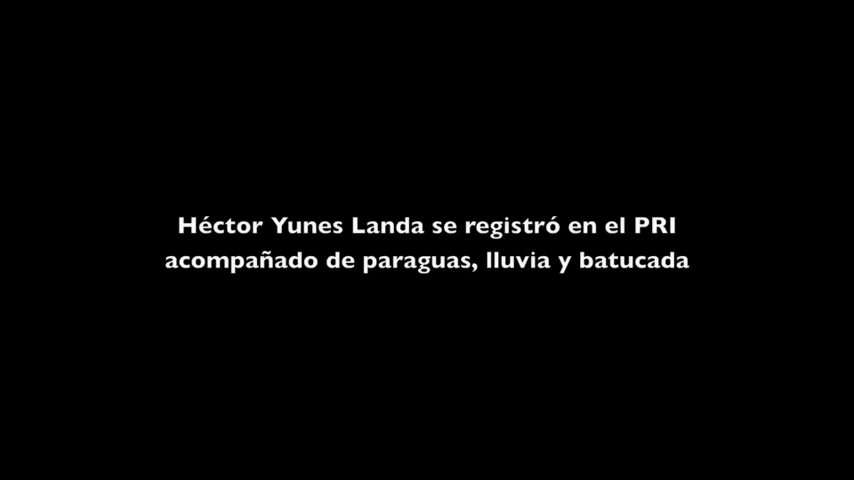 Héctor Yunes Landa se registró en el PRI
acompañado de paraguas, lluvia y batucada